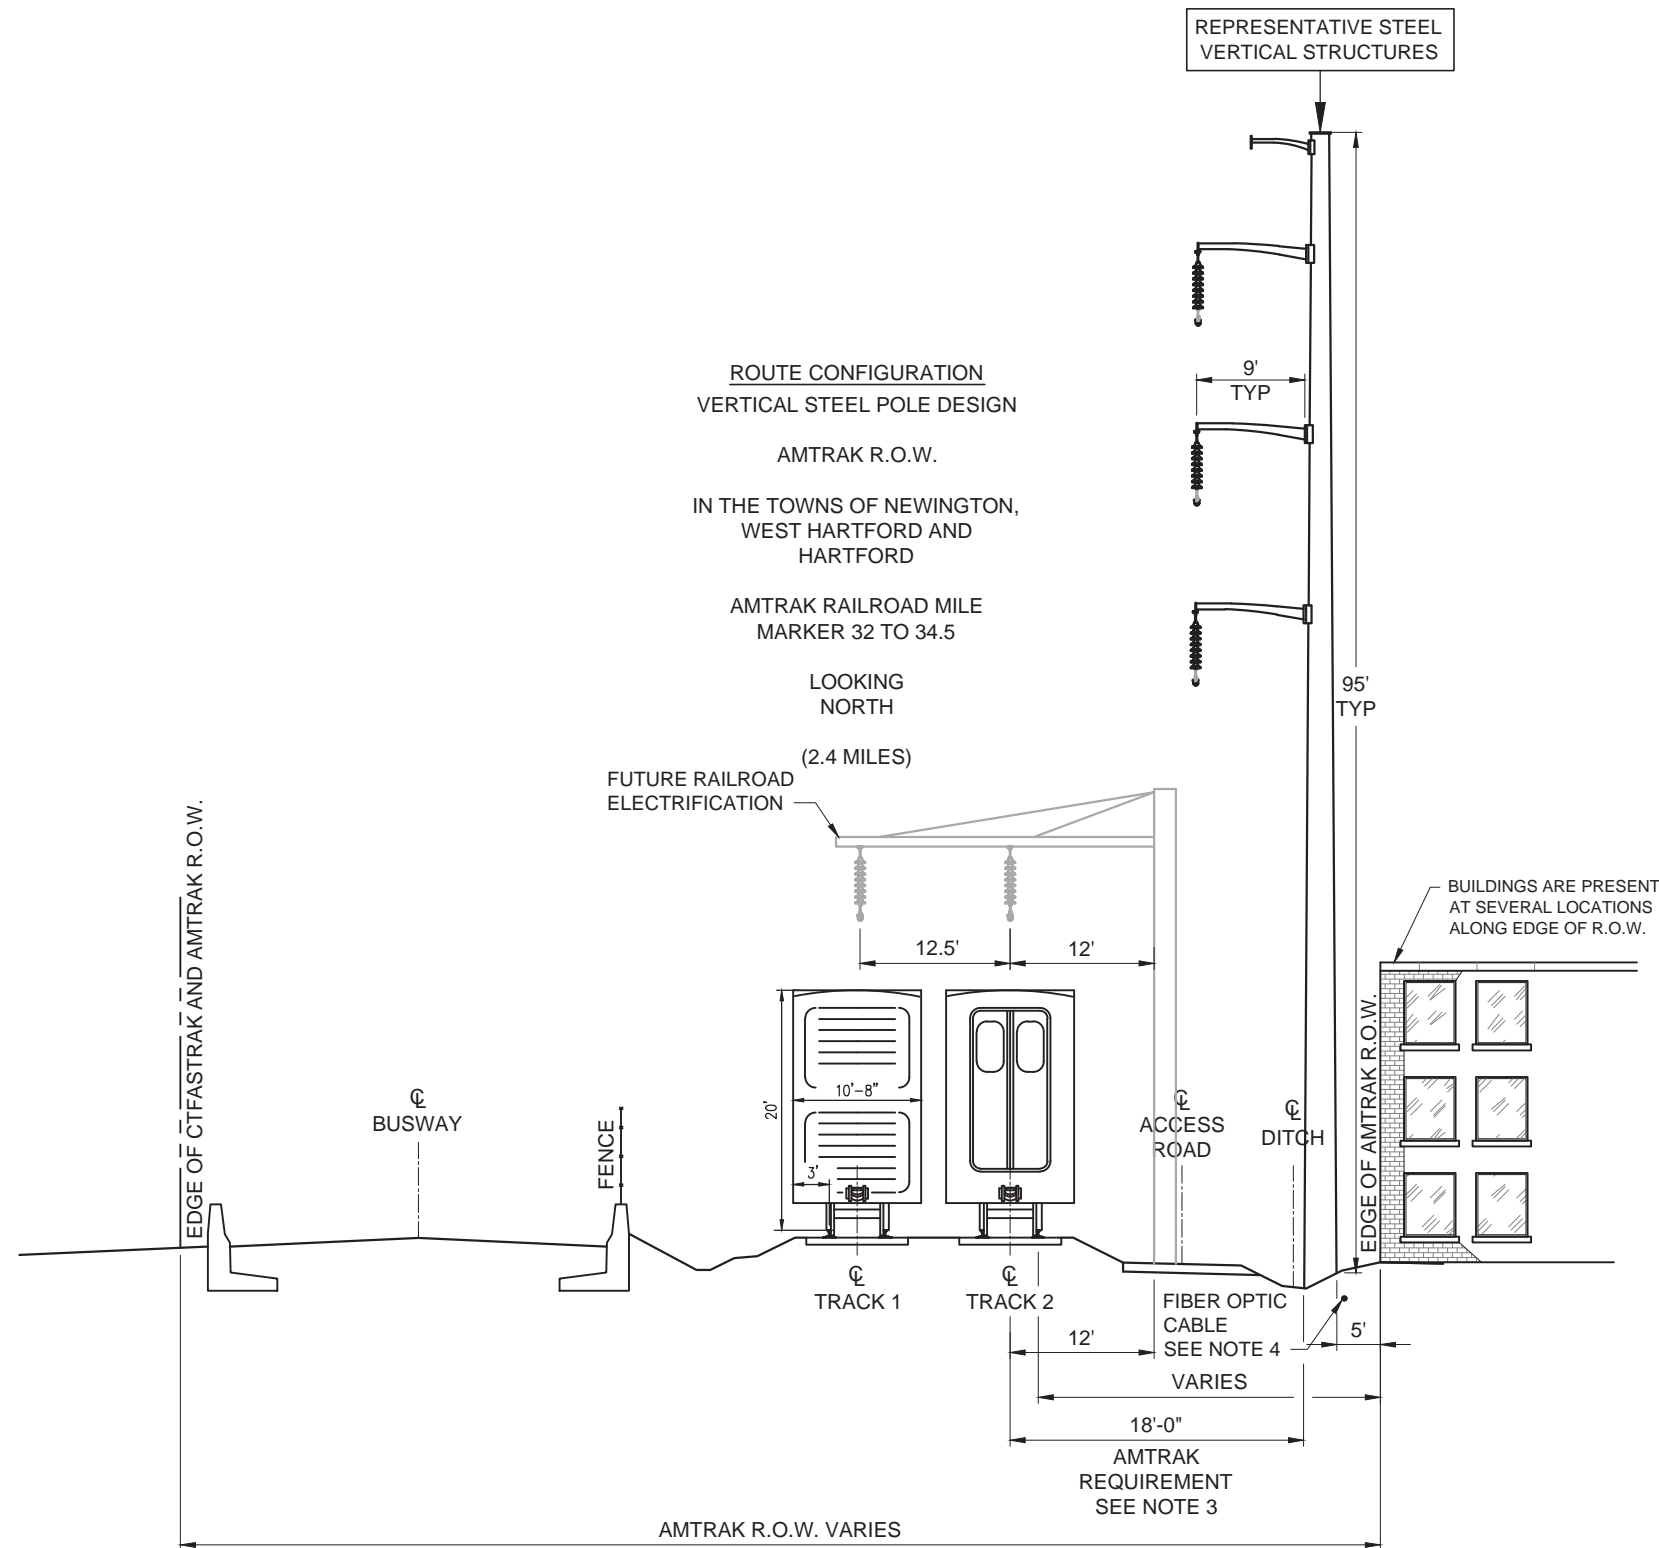 REPRESENTATIVE STEEL
VERTICAL STRUCTURES
ROUTE CONFIGURATION
VERTICAL STEEL POLE DESIGN
AMTRAK R.O.W.
IN THE TOWNS OF NEWINGTON,
WEST HARTFORD AND
HARTFORD
AMTRAK RAILROAD MILE
MARKER 32 TO 34.5
LOOKING
NORTH
(2.4 MILES)
9'
TYP
95'
TYP
FUTURE RAILROAD
ELECTRIFICATION
EDGE OF CTFASTRAK AND AMTRAK R.O.W.
BUILDINGS ARE PRESENT
AT SEVERAL LOCATIONS
ALONG EDGE OF R.O.W.
12.5'
12'
℄
BUSWAY
FENCE
20'
10'-8"
3'
℄
ACCESS
ROAD
℄
DITCH
EDGE OF AMTRAK R.O.W.
℄
TRACK 1
℄
TRACK 2
FIBER OPTIC
CABLE
SEE NOTE 4
5'
12'
VARIES
18'-0"
AMTRAK
REQUIREMENT
SEE NOTE 3
AMTRAK R.O.W. VARIES